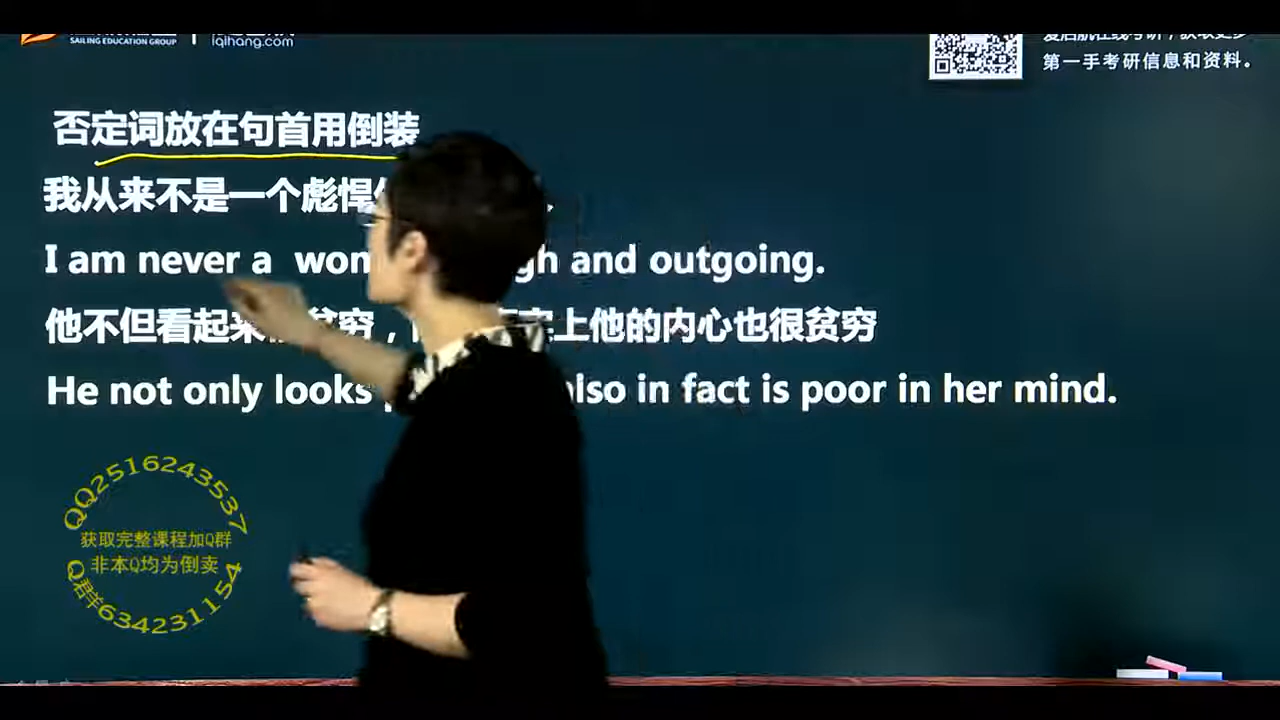 SAILING EDUCATION GROUP
iqihang.com
第一手考研信息和资料。
否定词放在句首用倒装
我从来不是一个彪悍
I am never a and outgoing.
他不但看起来 贫穷， 上他的内心也很贫穷
He not only looks also in fact is poor in her mind.
QQ2516243537
获取完整课程加Q群
非本Q均为倒卖
Q群634231154